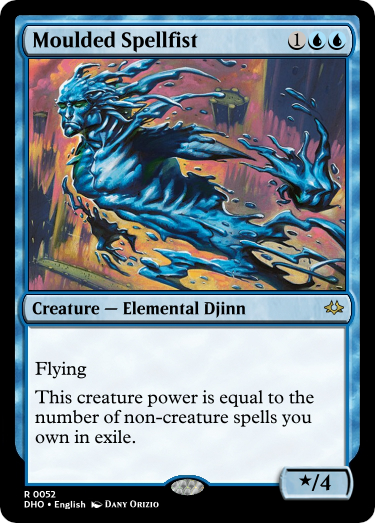 Moulded Spellfist 1
Creature — Elemental Djinn
Flying
This creature power is equal to the
number of non-creature spells you
own in exile.
★/4
R 0052
DHO • English Dany Orizio